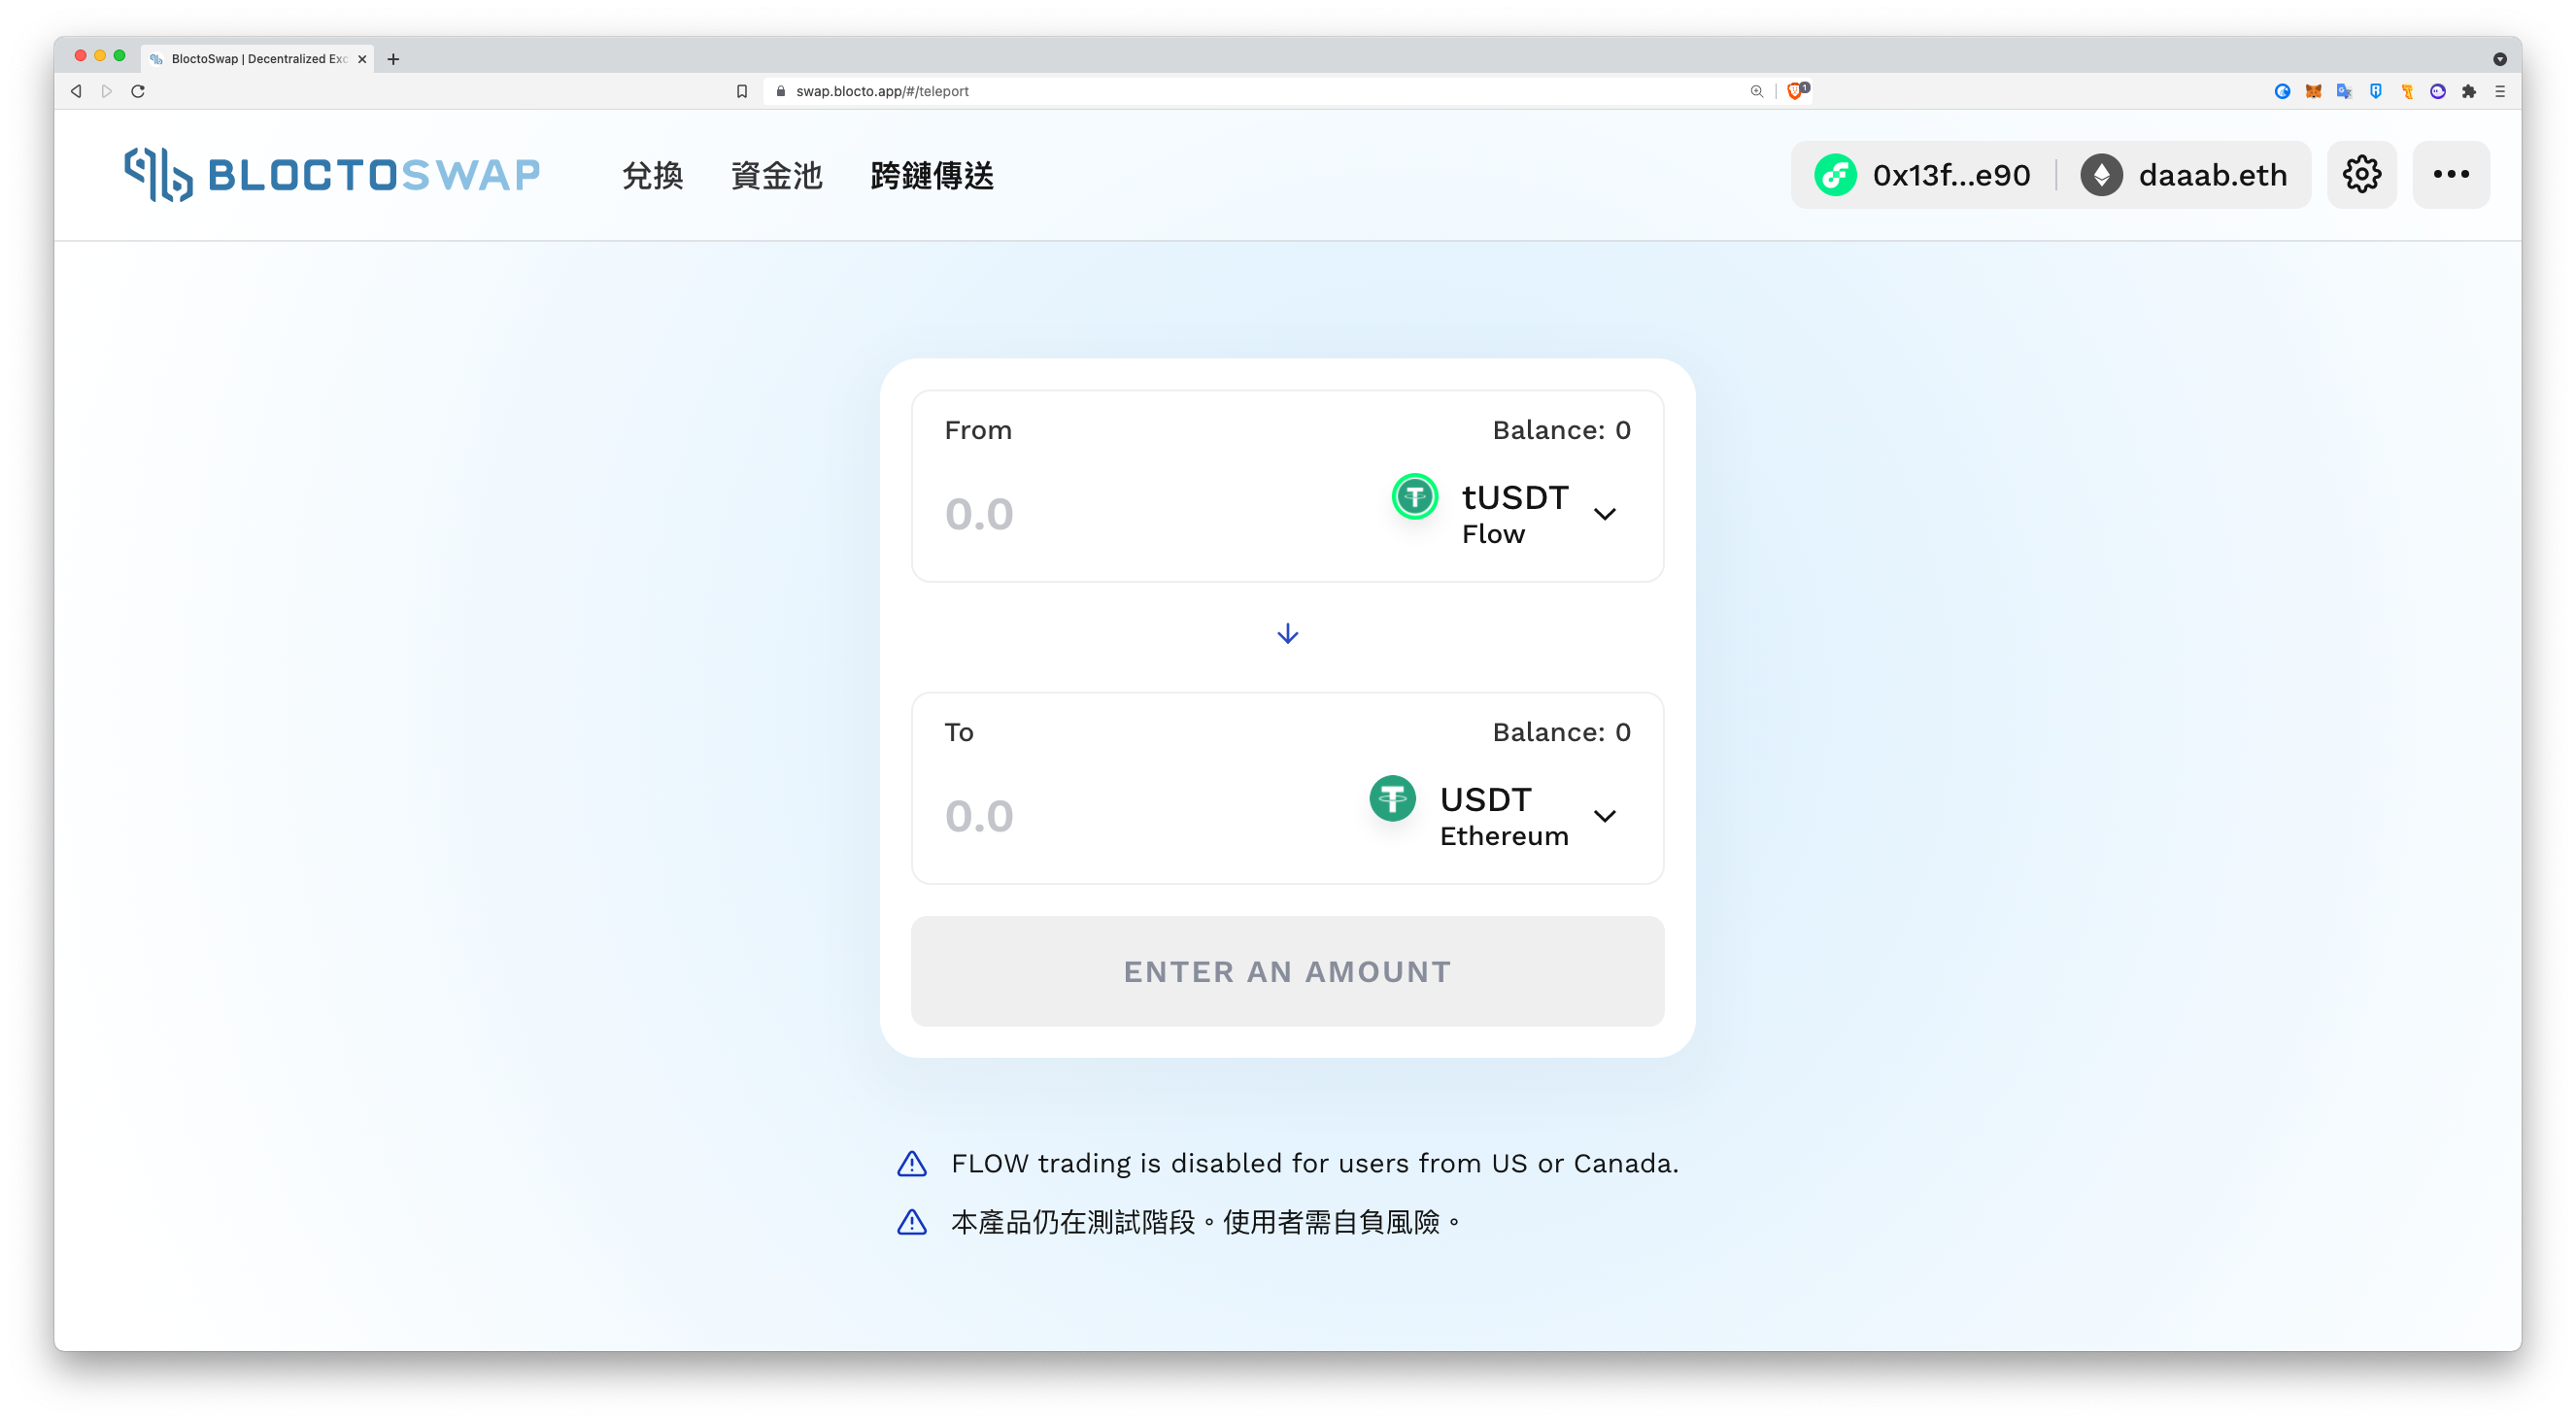 BloctoSwap | Decentralized Exc
swap.blocto.app/#/teleport
1
BLOCTOSWAP
兌換
資金池
跨鏈傳送
0x13f...e90
daaab.eth
From
Balance: 0
0.0
tUSDT
Flow
To
Balance: 0
0.0
USDT
Ethereum
ENTER AN AMOUNT
FLOW trading is disabled for users from US or Canada.
本產品仍在測試階段。使用者需自負風險。